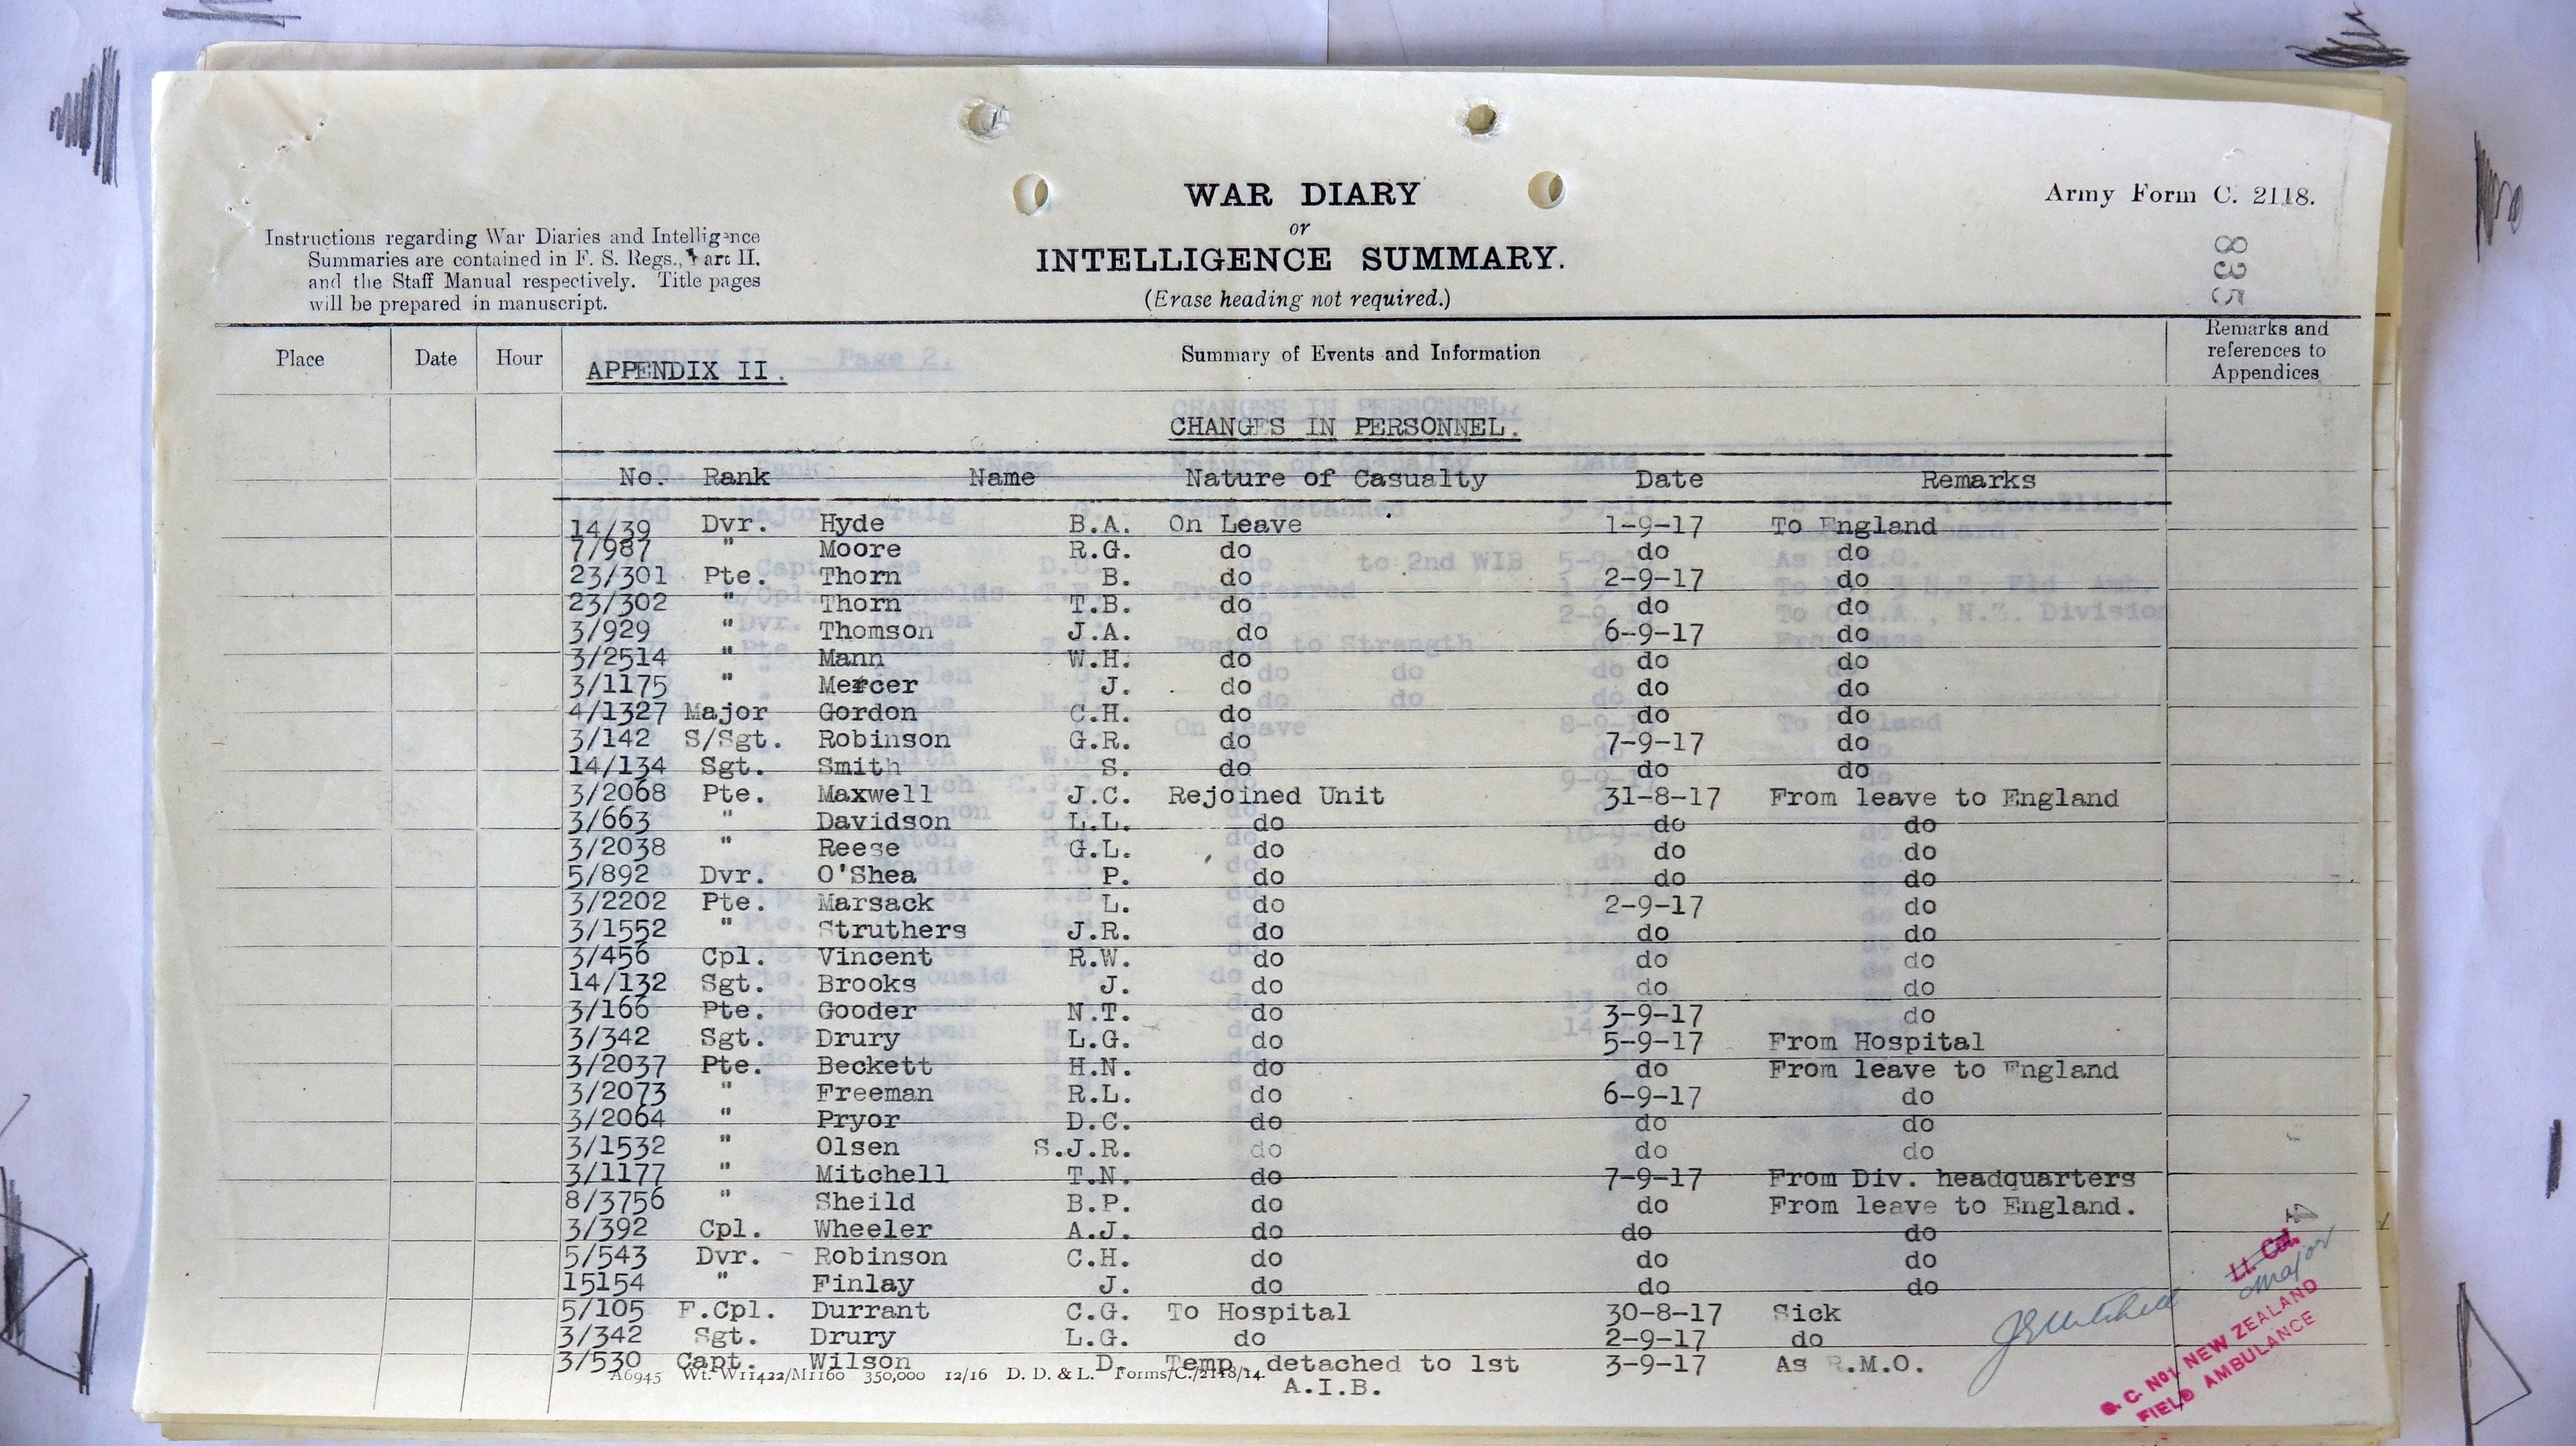 WAR DIARY
or
INTELLIGENCE SUMMARY.
(Erase heading not required.)
Army Form C. 2118.
835
Instructions regarding War Diaries and Intelligence
Summaries are contained in F. S. Regs., Part II.
and the Staff Manual respectively. Title pages
will be prepared in manuscript.
Place Date Hour Summary of Events and Information Remarks and references to Appendices
APPENDIX II.
CHANGES IN PERSONNEL.
No. Rank Name Nature of Casualty Date Remarks
14/39 Dvr. Hyde B.A. On Leave 1-9-17 To England
7/987 " Moore R.G. do do do
23/301 Pte. Thorn B. do 2-9-17 do
23/302 " Thorn T.B. do do do
3/929 " Thomson J.A. do 6-9-17 do
3/2514 " Mann W.H. do do do
3/1175 " Mercer J. do do do
4/1327 Major Gordon C.H. do do do
3/142 S/Sgt. Robinson G.R. do 7-9-17 do
14/134 Sgt. Smith S. do do do
3/2068 Pte. Maxwell J.C. Rejoined Unit 31-8-17 From leave to England
3/663 " Davidson L.L. do do do
3/2038 " Reese G.L. do do do
5/892 Dvr. O'Shea P. do do do
3/2202 Pte. Marsack L. do 2-9-17 do
3/1552 " Struthers J.R. do do do
3/456 Cpl. Vincent R.W. do do do
14/132 Sgt. Brooks J. do do do
3/166 Pte. Gooder N.T. do 3-9-17 do
3/342 Sgt. Drury L.G. do 5-9-17 From Hospital
3/2037 Pte. Beckett H.N. do do From leave to England
3/2073 " Freeman R.L. do 6-9-17 do
3/2064 " Pryor D.C. do do do
3/1532 " Olsen S.J.R. do do do
3/1177 " Mitchell T.N. do 7-9-17 From Div. headquarters
8/3756 " Sheild B.P. do do From leave to England.
3/392 Cpl. Wheeler A.J. do do do
5/543 Dvr. - Robinson C.H. do do do
15154 " Finlay J. do do do
5/105 F.Cpl. Durrant C.G. To Hospital 30-8-17 Sick
3/342 Sgt. Drury L.G. do 2-9-17 do
3/530 Capt. Wilson D. Temp. detached to 1st 3-9-17 As R.M.O.
A.I.B.
A6945 Wt. W11422/M1160 350,000 12/16 D. D. & L. Forms/C./2118/14.
Lt. Col.
Major
O. C. No1 NEW ZEALAND
FIELD AMBULANCE